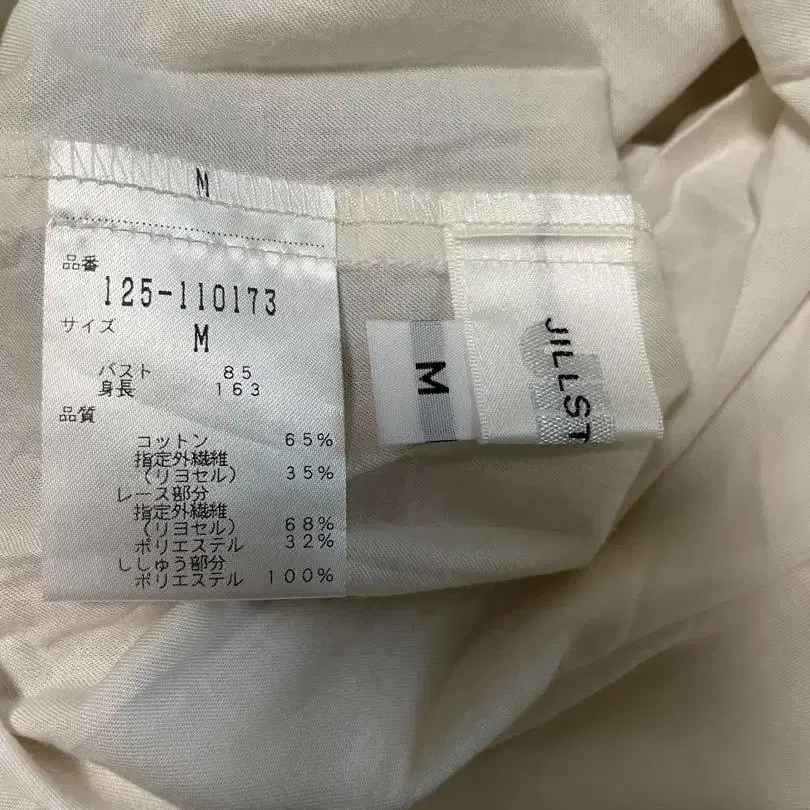 M
品番
125-110173
サイズ
M
バスト 85
身長 163
品質
コットン 65%
指定外繊維
(リヨセル) 35%
レース部分
指定外繊維
(リヨセル) 68%
ポリエステル 32%
ししゅう部分
ポリエステル 100%
M
JILLST